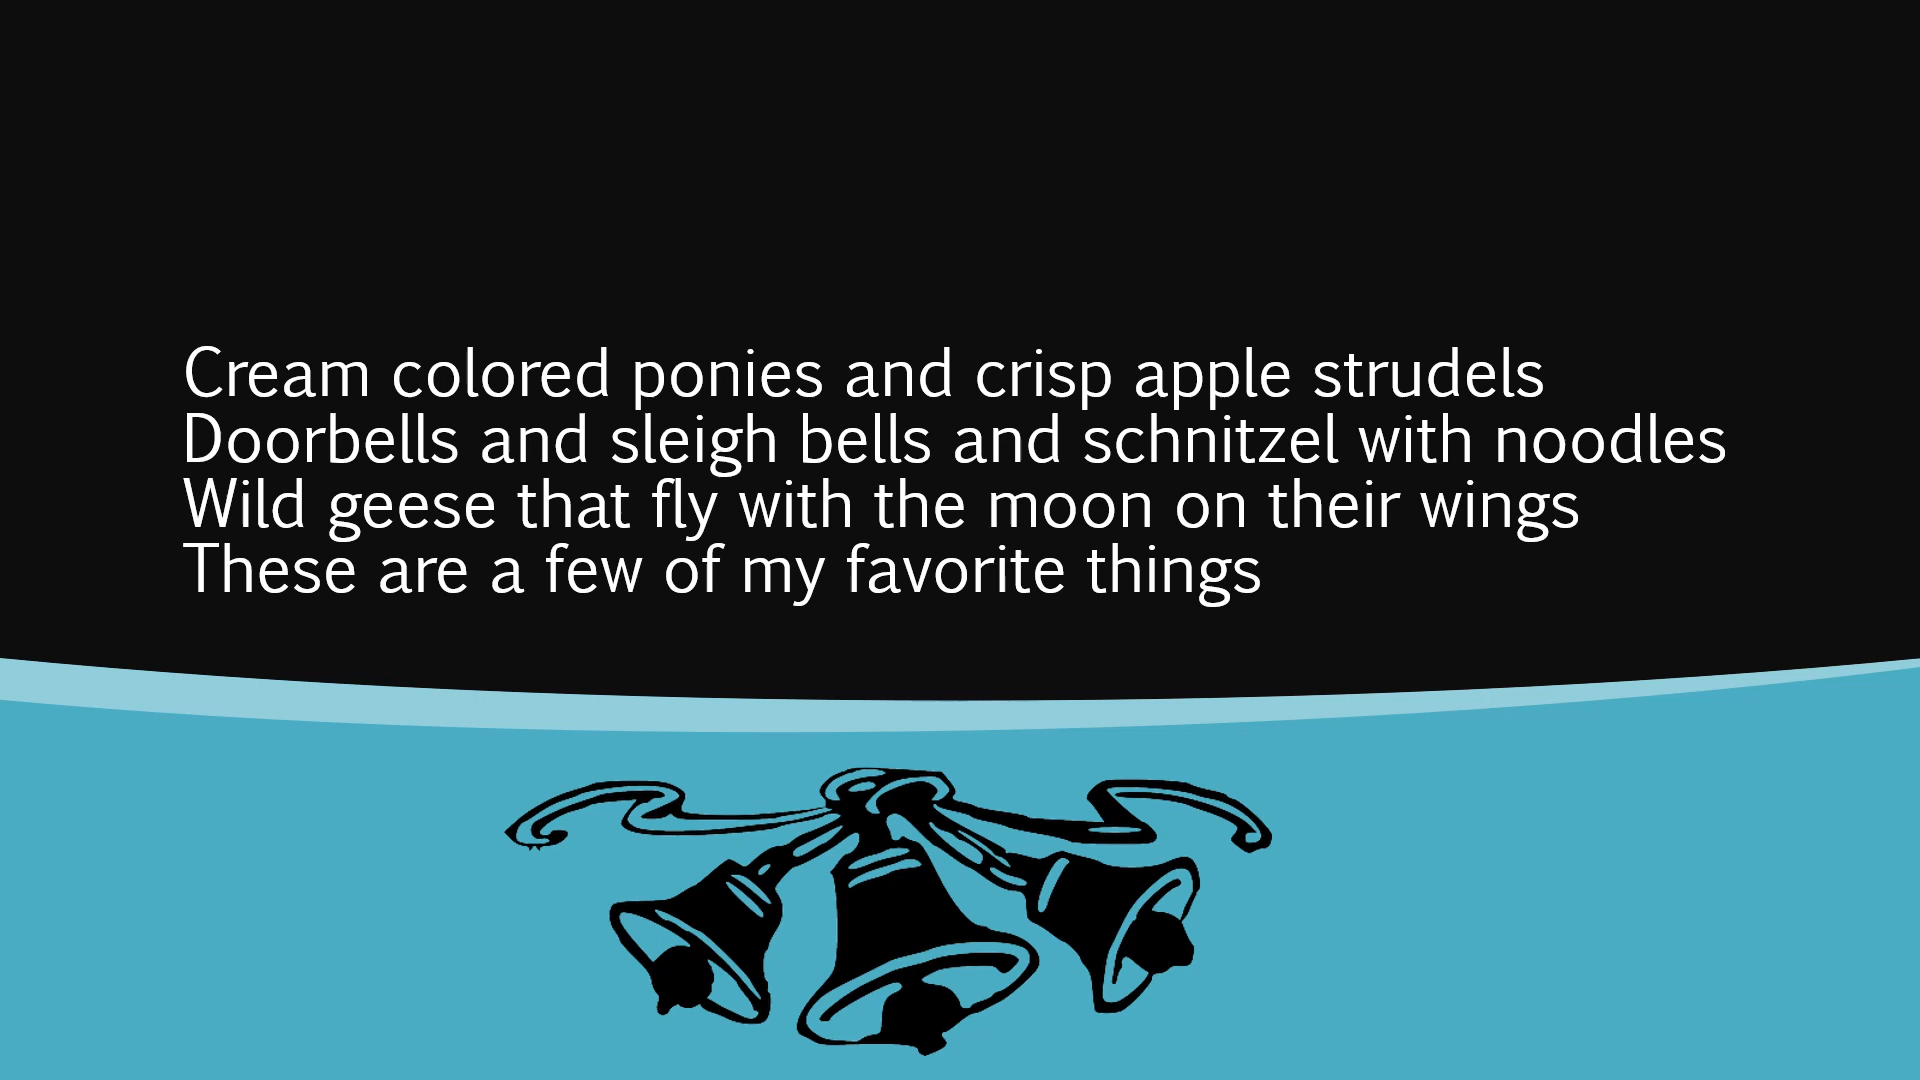 Cream colored ponies and crisp apple strudels
Doorbells and sleigh bells and schnitzel with noodles
Wild geese that fly with the moon on their wings
These are a few of my favorite things